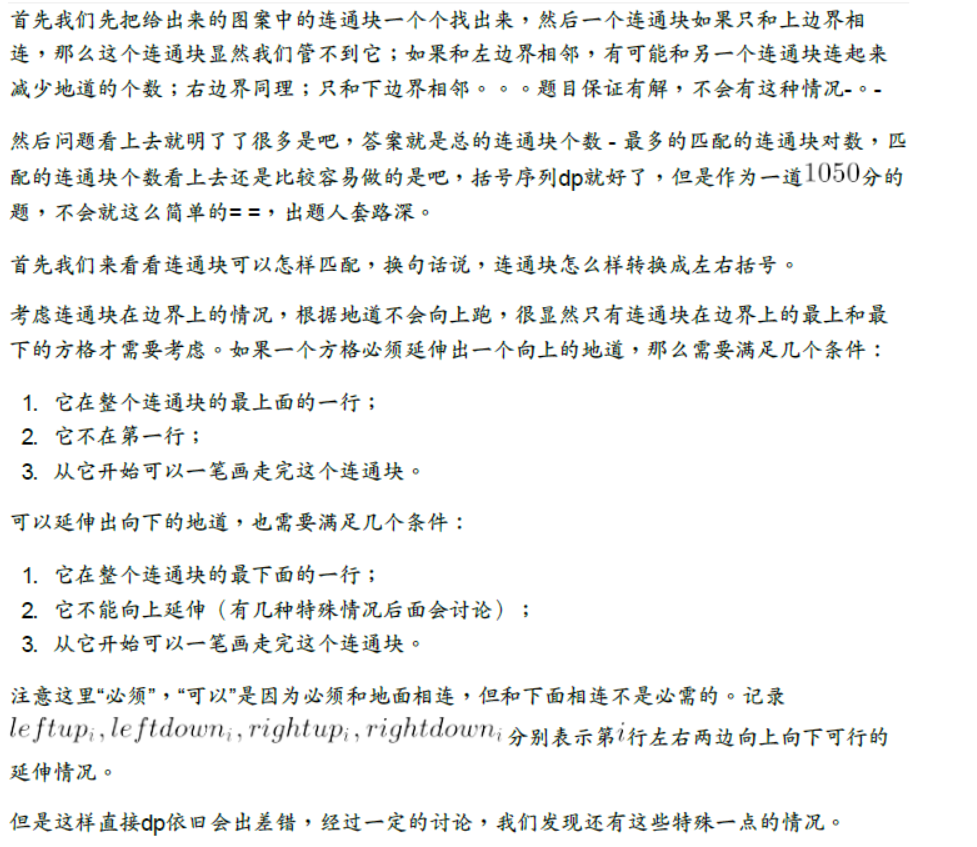 首先我们先把给出来的图案中的连通块一个个找出来，然后一个连通块如果只和上边界相
连，那么这个连通块显然我们管不到它；如果和左边界相邻，有可能和另一个连通块连起来
减少地道的个数；右边界同理；只和下边界相邻。。。题目保证有解，不会有这种情况-。-
然后问题看上去就明了了很多是吧，答案就是总的连通块个数 - 最多的匹配的连通块对数，匹
配的连通块个数看上去还是比较容易做的是吧，括号序列dp就好了，但是作为一道1050分的
题，不会就这么简单的= =，出题人套路深。
首先我们来看看连通块可以怎样匹配，换句话说，连通块怎么样转换成左右括号。
考虑连通块在边界上的情况，根据地道不会向上跑，很显然只有连通块在边界上的最上和最
下的方格才需要考虑。如果一个方格必须延伸出一个向上的地道，那么需要满足几个条件：
1. 它在整个连通块的最上面的一行；
2. 它不在第一行；
3. 从它开始可以一笔画走完这个连通块。
可以延伸出向下的地道，也需要满足几个条件：
1. 它在整个连通块的最下面的一行；
2. 它不能向上延伸（有几种特殊情况后面会讨论）；
3. 从它开始可以一笔画走完这个连通块。
注意这里“必须”，“可以”是因为必须和地面相连，但和下面相连不是必需的。记录
leftup_i, leftdown_i, rightup_i, rightdown_i 分别表示第i行左右两边向上向下可行的
延伸情况。
但是这样直接dp依旧会出差错，经过一定的讨论，我们发现还有这些特殊一点的情况。